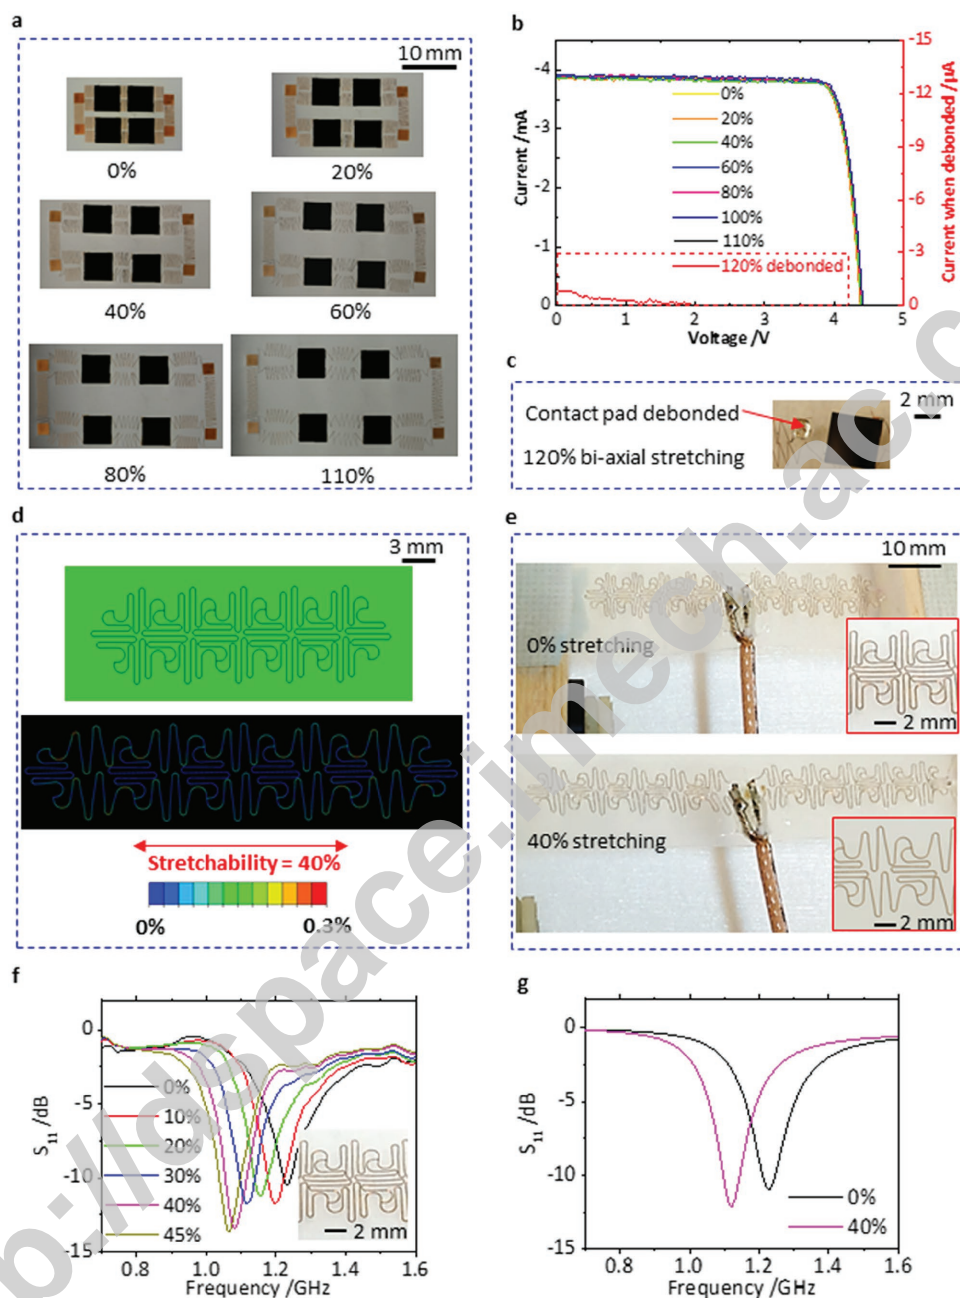 a
10 mm
0%
20%
40%
60%
80%
110%
b
Current /mA
-4
-3
-2
-1
0
0%
20%
40%
60%
80%
100%
110%
120% debonded
-15
-12
-9
-6
-3
0
Current when debonded /µA
0 1 2 3 4 5
Voltage /V
c
2 mm
Contact pad debonded
120% bi-axial stretching
d
3 mm
Stretchability = 40%
0% 0.3%
e
10 mm
0% stretching
2 mm
40% stretching
2 mm
f
S11 /dB
0
-5
-10
-15
0%
10%
20%
30%
40%
45%
2 mm
0.8 1.0 1.2 1.4 1.6
Frequency /GHz
g
S11 /dB
0
-5
-10
-15
0%
40%
0.8 1.0 1.2 1.4 1.6
Frequency /GHz
p://dspace.imech.ac.c